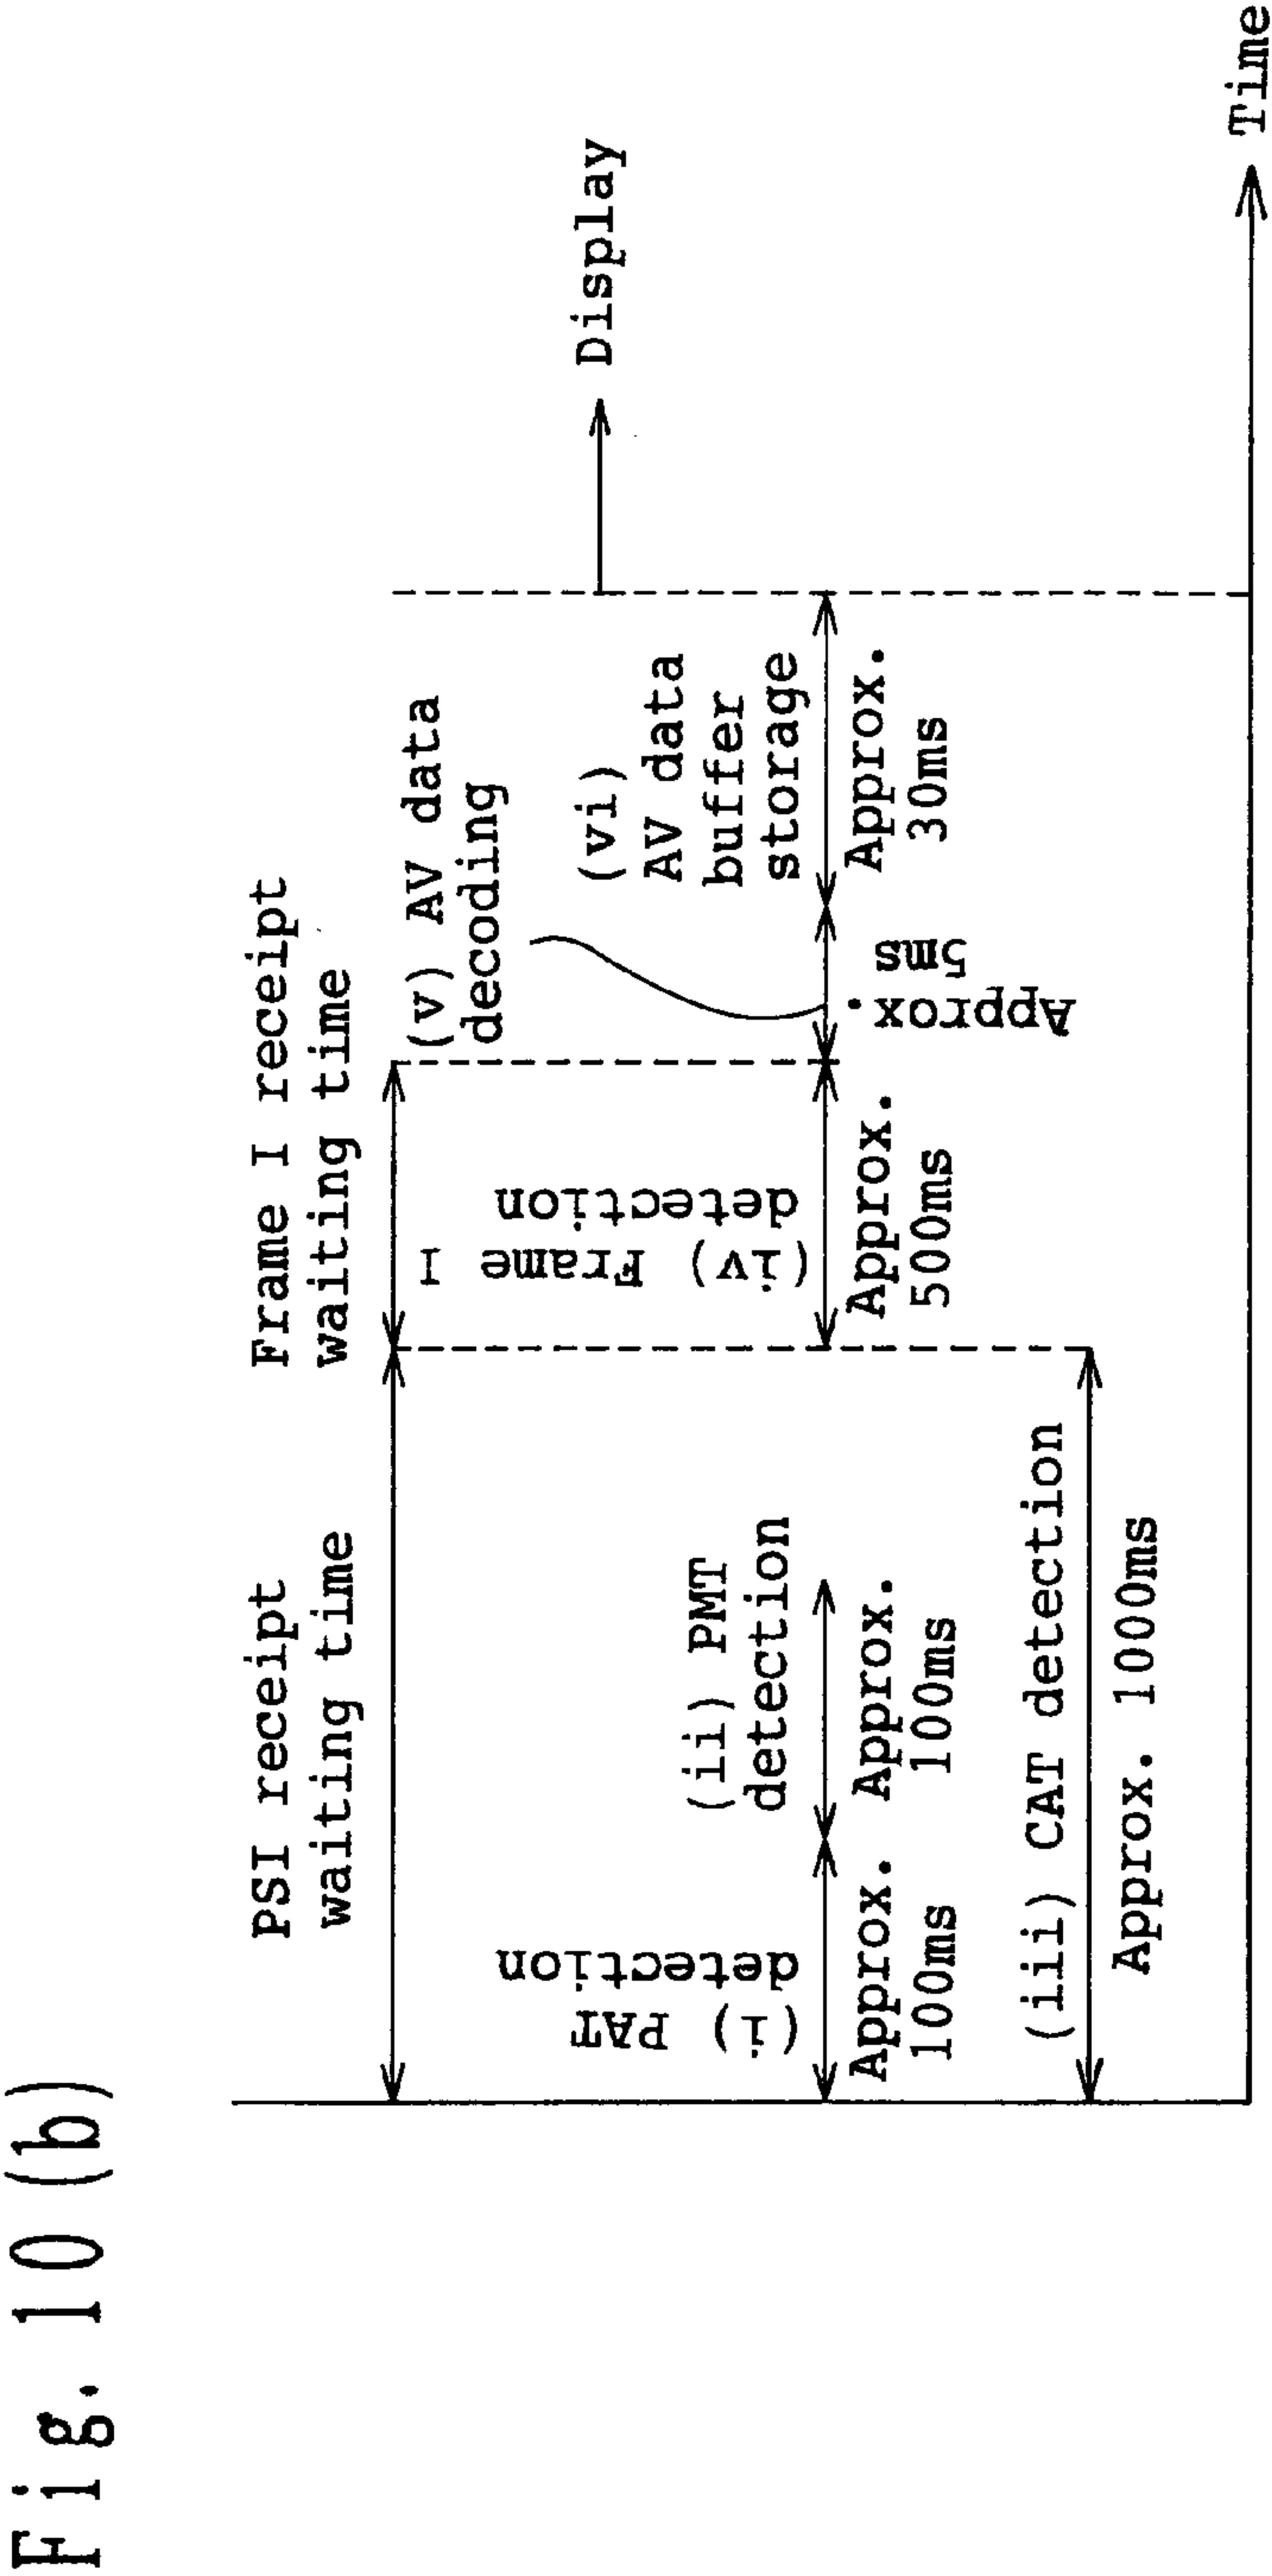 Fig. 10 (b)
PSI receipt
waiting time
Frame I receipt
waiting time
(i) PAT
detection
Approx.
100ms
(ii) PMT
detection
Approx.
100ms
(iii) CAT detection
Approx. 1000ms
(iv) Frame I
detection
Approx.
500ms
(v) AV data
decoding
Approx.
5ms
(vi)
AV data
buffer
storage
Approx.
30ms
Display
Time